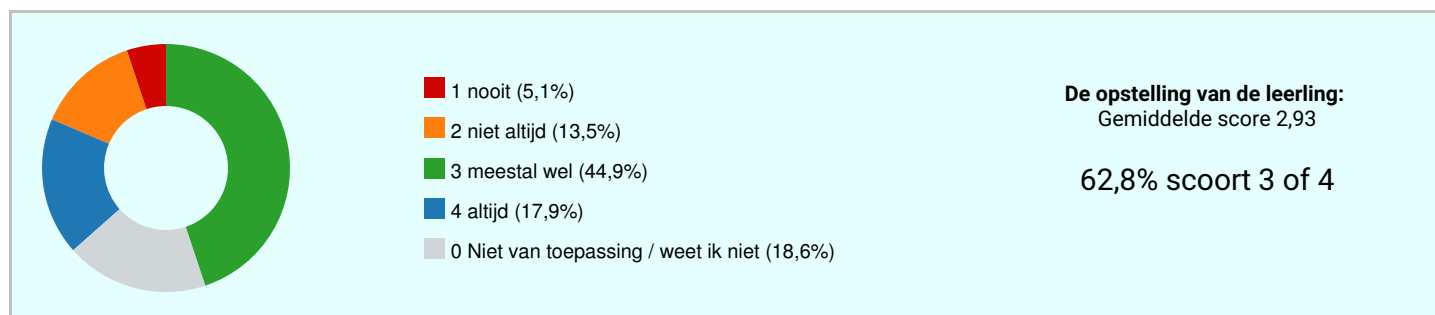 1 nooit (5,1%)
2 niet altijd (13,5%)
3 meestal wel (44,9%)
4 altijd (17,9%)
0 Niet van toepassing / weet ik niet (18,6%)
De opstelling van de leerling:
Gemiddelde score 2,93
62,8% scoort 3 of 4